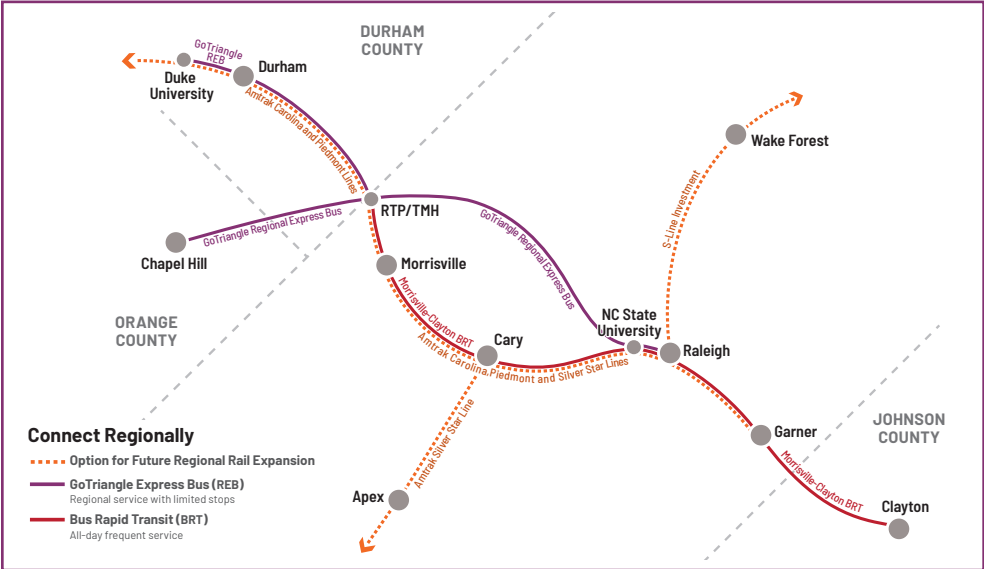 DURHAM
COUNTY
GoTriangle
REB
Durham
Duke
University
Amtrak Carolina and Piedmont Lines
Wake Forest
RTP/TMH
GoTriangle Regional Express Bus
GoTriangle Regional Express Bus
S-Line Investment
Chapel Hill
Morrisville
ORANGE
COUNTY
Morrisville-Clayton BRT
NC State
University
Cary
Raleigh
Amtrak Carolina,Piedmont and Silver Star Lines
Amtrak Silver Star Line
JOHNSON
COUNTY
Garner
Morrisville-Clayton BRT
Apex
Clayton
Connect Regionally
Option for Future Regional Rail Expansion
GoTriangle Express Bus (REB)
Regional service with limited stops
Bus Rapid Transit (BRT)
All-day frequent service